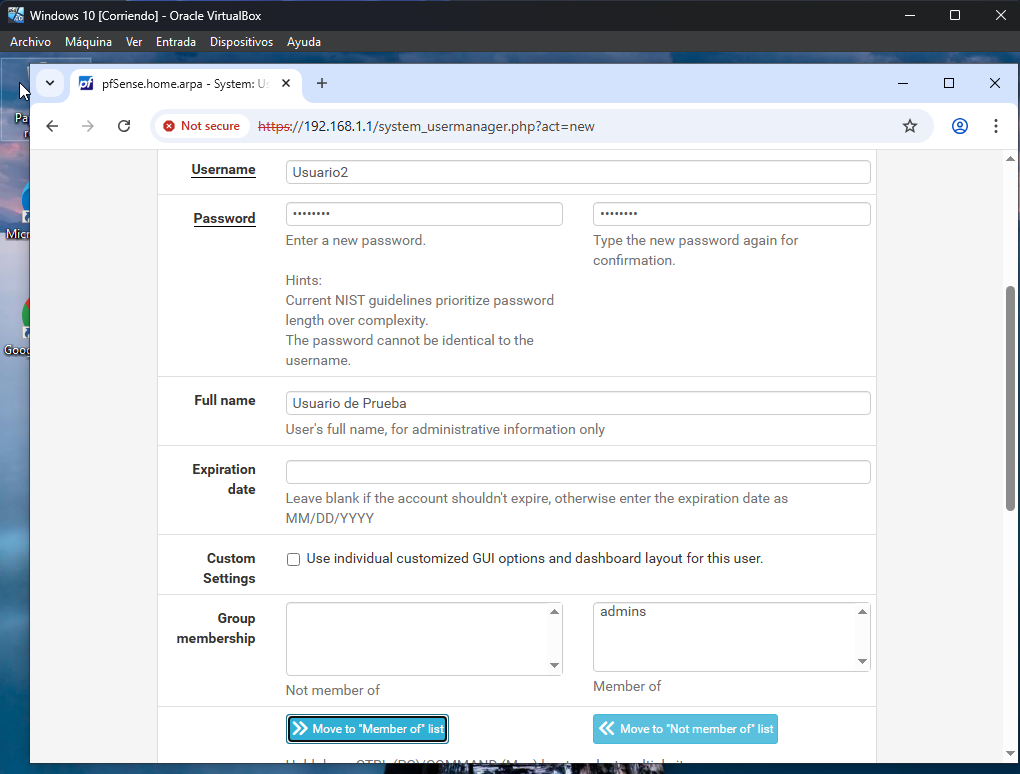 Windows 10 [Corriendo] - Oracle VirtualBox
Archivo Máquina Ver Entrada Dispositivos Ayuda
pfSense.home.arpa - System: Us
Not secure https://192.168.1.1/system_usermanager.php?act=new
Username
Usuario2
Password
•••••••• ••••••••
Enter a new password.
Type the new password again for
confirmation.
Hints:
Current NIST guidelines prioritize password
length over complexity.
The password cannot be identical to the
username.
Full name
Usuario de Prueba
User's full name, for administrative information only
Expiration
date
Leave blank if the account shouldn't expire, otherwise enter the expiration date as
MM/DD/YYYY
Custom
Settings
Use individual customized GUI options and dashboard layout for this user.
Group
membership
admins
Not member of
Member of
Move to "Member of" list
Move to "Not member of" list